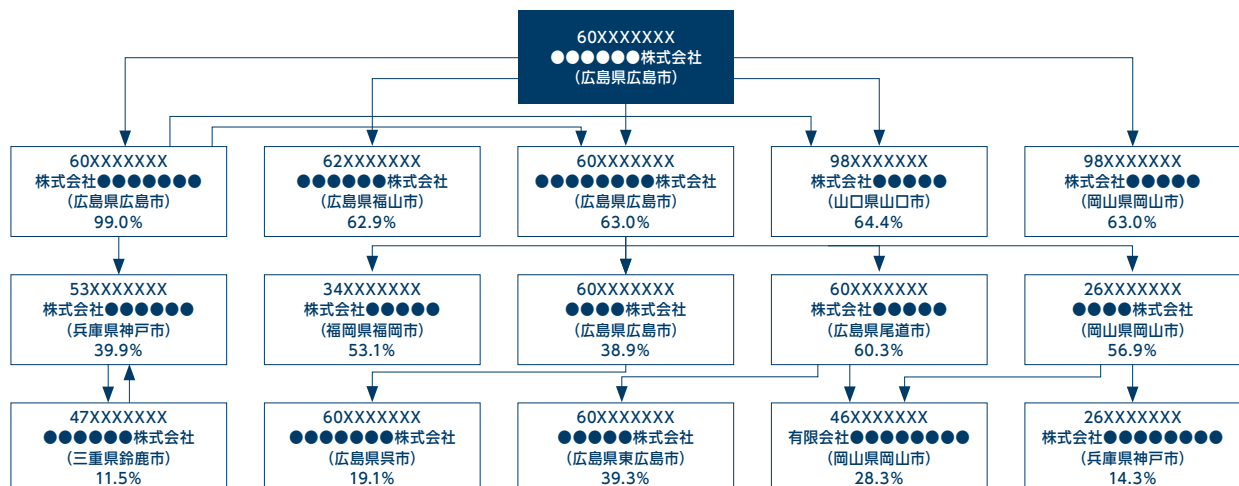 60XXXXXXX
●●●●●●株式会社
（広島県広島市）
60XXXXXXX
株式会社●●●●●●●
（広島県広島市）
99.0%
62XXXXXXX
●●●●●●株式会社
（広島県福山市）
62.9%
60XXXXXXX
●●●●●●●●株式会社
（広島県広島市）
63.0%
98XXXXXXX
株式会社●●●●●
（山口県山口市）
64.4%
98XXXXXXX
株式会社●●●●●
（岡山県岡山市）
63.0%
53XXXXXXX
株式会社●●●●●●
（兵庫県神戸市）
39.9%
34XXXXXXX
株式会社●●●●●
（福岡県福岡市）
53.1%
60XXXXXXX
●●●●株式会社
（広島県広島市）
38.9%
60XXXXXXX
株式会社●●●●●
（広島県尾道市）
60.3%
26XXXXXXX
●●●●株式会社
（岡山県岡山市）
56.9%
47XXXXXXX
●●●●●●株式会社
（三重県鈴鹿市）
11.5%
60XXXXXXX
●●●●●●●株式会社
（広島県呉市）
19.1%
60XXXXXXX
●●●●●株式会社
（広島県東広島市）
39.3%
46XXXXXXX
有限会社●●●●●●●●
（岡山県岡山市）
28.3%
26XXXXXXX
株式会社●●●●●●●●
（兵庫県神戸市）
14.3%